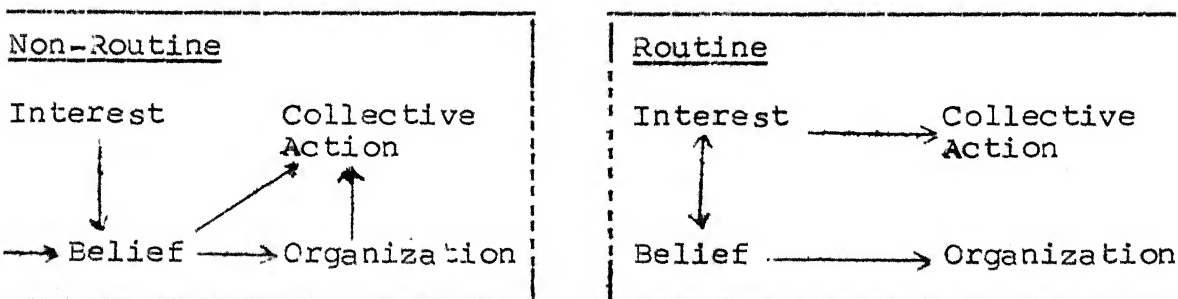 Non-Routine
Interest Collective
Action
Belief Organization
Routine
Interest Collective
Action
Belief Organization